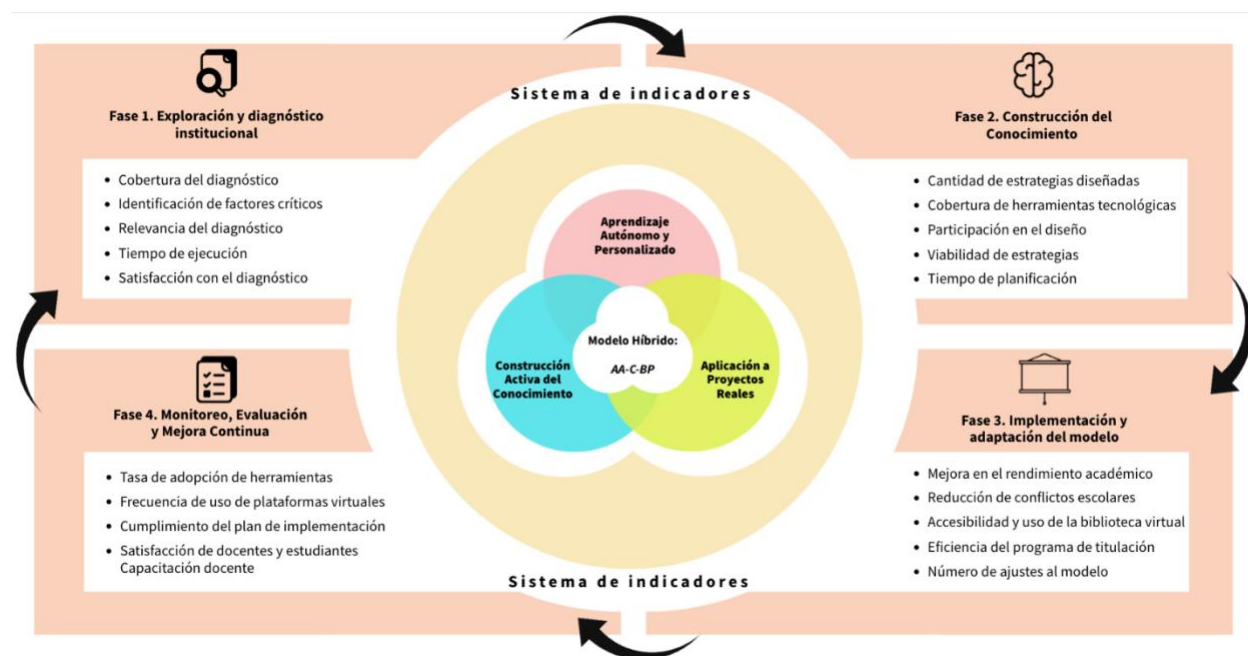 Sistema de indicadores
Fase 1. Exploración y diagnóstico
institucional
• Cobertura del diagnóstico
• Identificación de factores críticos
• Relevancia del diagnóstico
• Tiempo de ejecución
• Satisfacción con el diagnóstico
Fase 2. Construcción del
Conocimiento
• Cantidad de estrategias diseñadas
• Cobertura de herramientas tecnológicas
• Participación en el diseño
• Viabilidad de estrategias
• Tiempo de planificación
Aprendizaje
Autónomo y
Personalizado
Modelo Híbrido:
AA-C-BP
Construcción
Activa del
Conocimiento
Aplicación a
Proyectos
Reales
Fase 4. Monitoreo, Evaluación
y Mejora Continua
• Tasa de adopción de herramientas
• Frecuencia de uso de plataformas virtuales
• Cumplimiento del plan de implementación
• Satisfacción de docentes y estudiantes
Capacitación docente
Fase 3. Implementación y
adaptación del modelo
• Mejora en el rendimiento académico
• Reducción de conflictos escolares
• Accesibilidad y uso de la biblioteca virtual
• Eficiencia del programa de titulación
• Número de ajustes al modelo
Sistema de indicadores